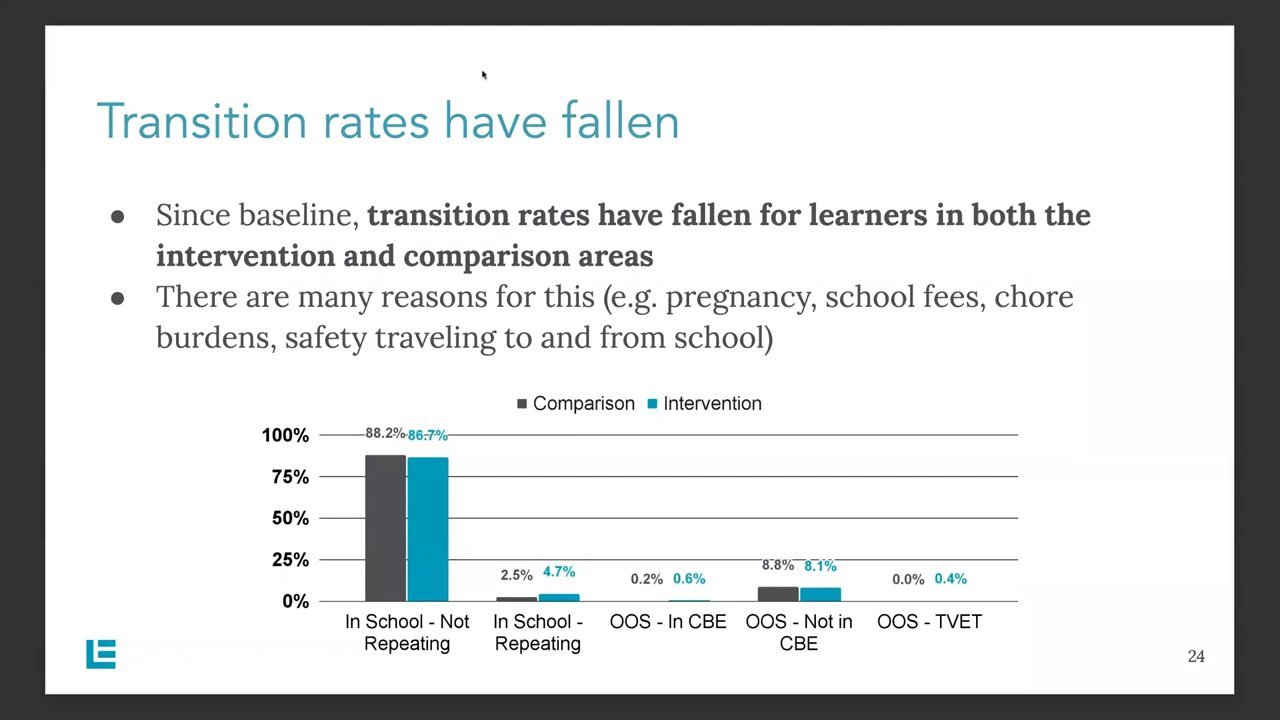 Transition rates have fallen
● Since baseline, transition rates have fallen for learners in both the
intervention and comparison areas
● There are many reasons for this (e.g. pregnancy, school fees, chore
burdens, safety traveling to and from school)
Comparison Intervention
100%
75%
50%
25%
0%
88.2% 86.7%
2.5% 4.7%
0.2% 0.6%
8.8% 8.1%
0.0% 0.4%
In School - Not
Repeating
In School -
Repeating
OOS - In CBE
OOS - Not in
CBE
OOS - TVET
LE
24